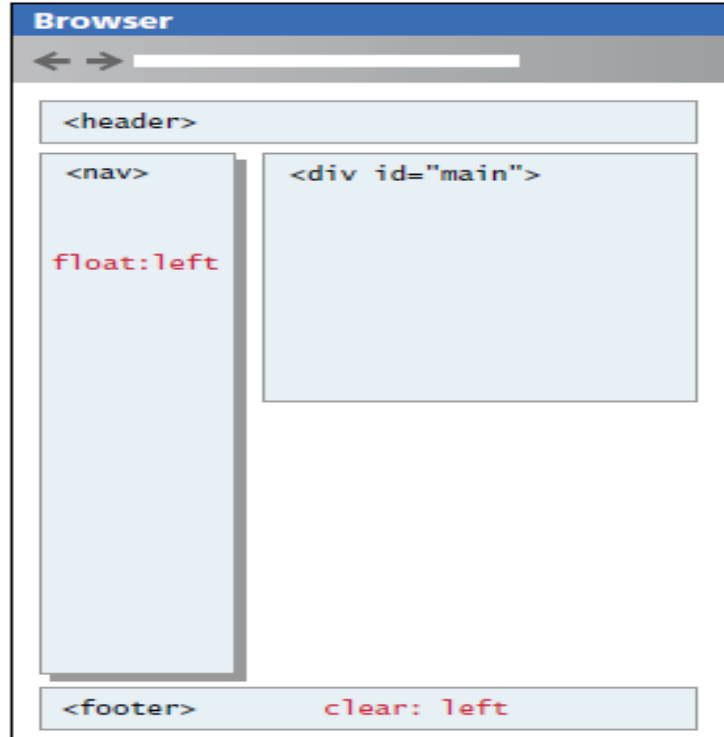 Browser
<header>
<nav>
<div id="main">
float:left
<footer>
clear: left